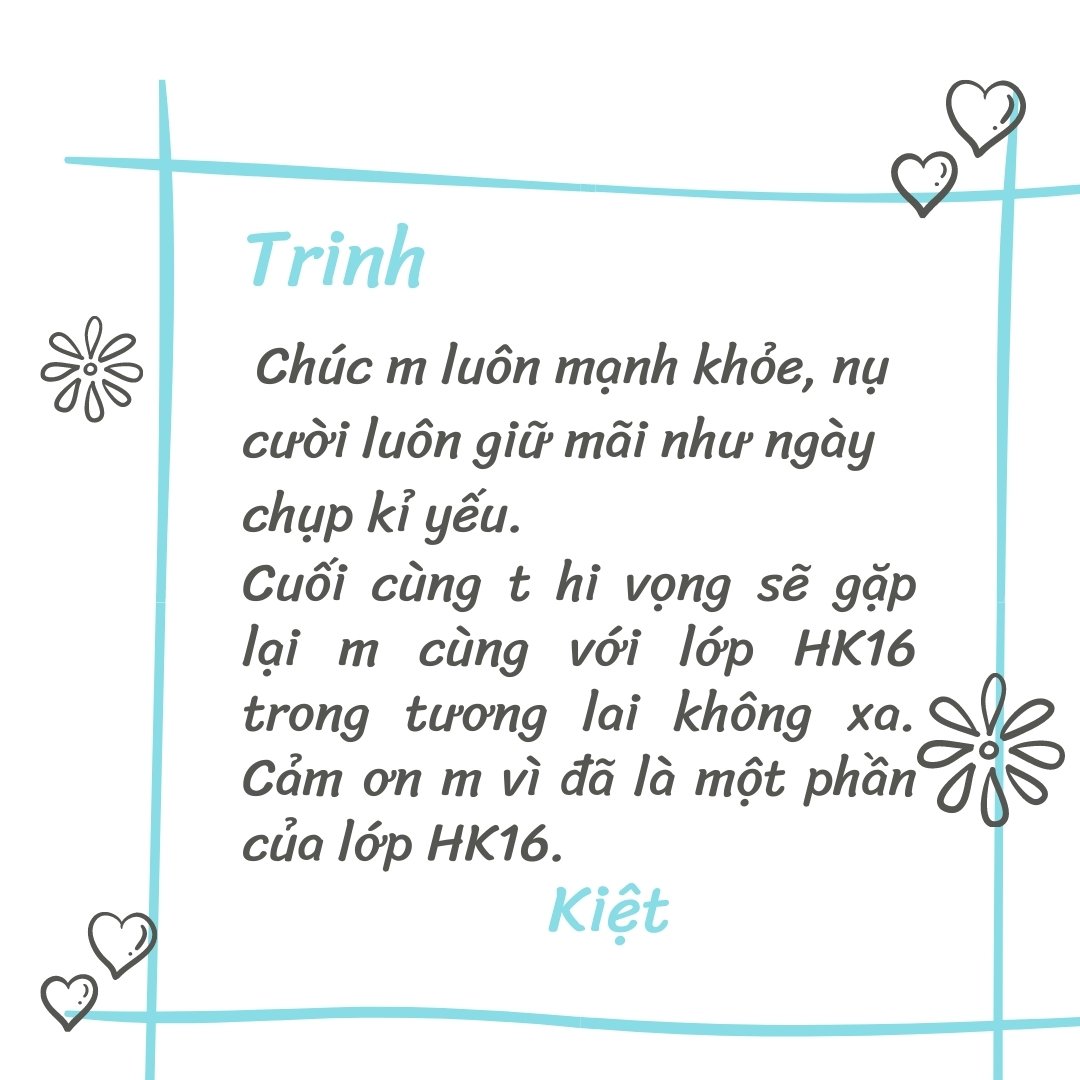 Trinh
Chúc m luôn mạnh khỏe, nụ
cười luôn giữ mãi như ngày
chụp kỉ yếu.
Cuối cùng t hi vọng sẽ gặp
lại m cùng với lớp HK16
trong tương lai không xa.
Cảm ơn m vì đã là một phần
của lớp HK16.
Kiệt